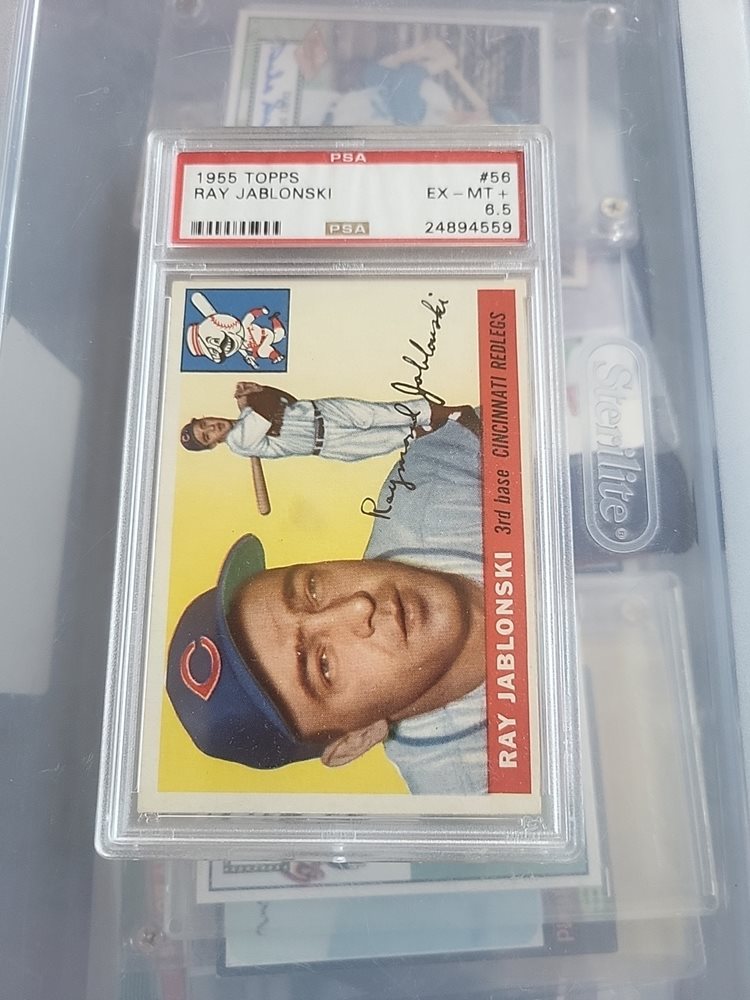 PSA
1955 TOPPS #56
RAY JABLONSKI EX - MT +
6.5
PSA 24894559
Raymond Jablonski
RAY JABLONSKI 3rd base CINCINNATI REDLEGS
C
Sterilite®